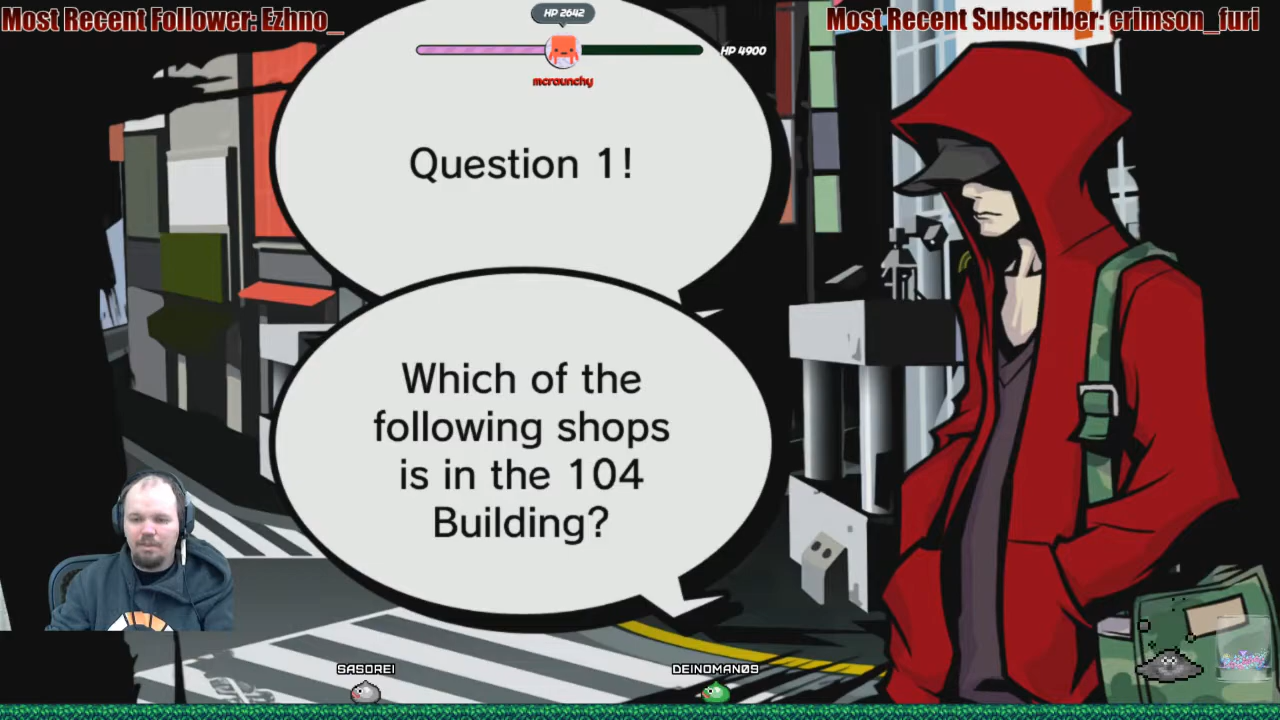 Most Recent Follower: Ezhno_
HP 2642
Most Recent Subscriber: crimson_furi
HP 4900
mcraunchy
Question 1!
Which of the
following shops
is in the 104
Building?
SASOREI
DEINOMAN09